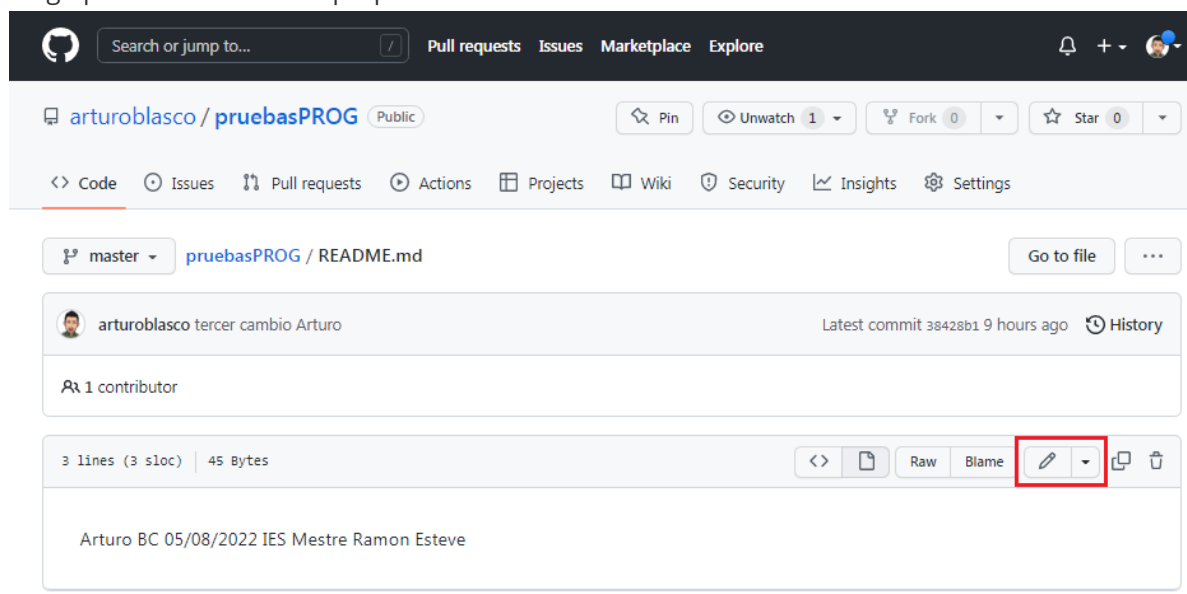 Search or jump to... / Pull requests Issues Marketplace Explore
arturoblasco / pruebasPROG Public Pin Unwatch 1 Fork 0 Star 0
Code Issues Pull requests Actions Projects Wiki Security Insights Settings
master pruebasPROG / README.md Go to file ...
arturoblasco tercer cambio Arturo Latest commit 38428b1 9 hours ago History
1 contributor
3 lines (3 sloc) 45 Bytes <> Raw Blame
Arturo BC 05/08/2022 IES Mestre Ramon Esteve